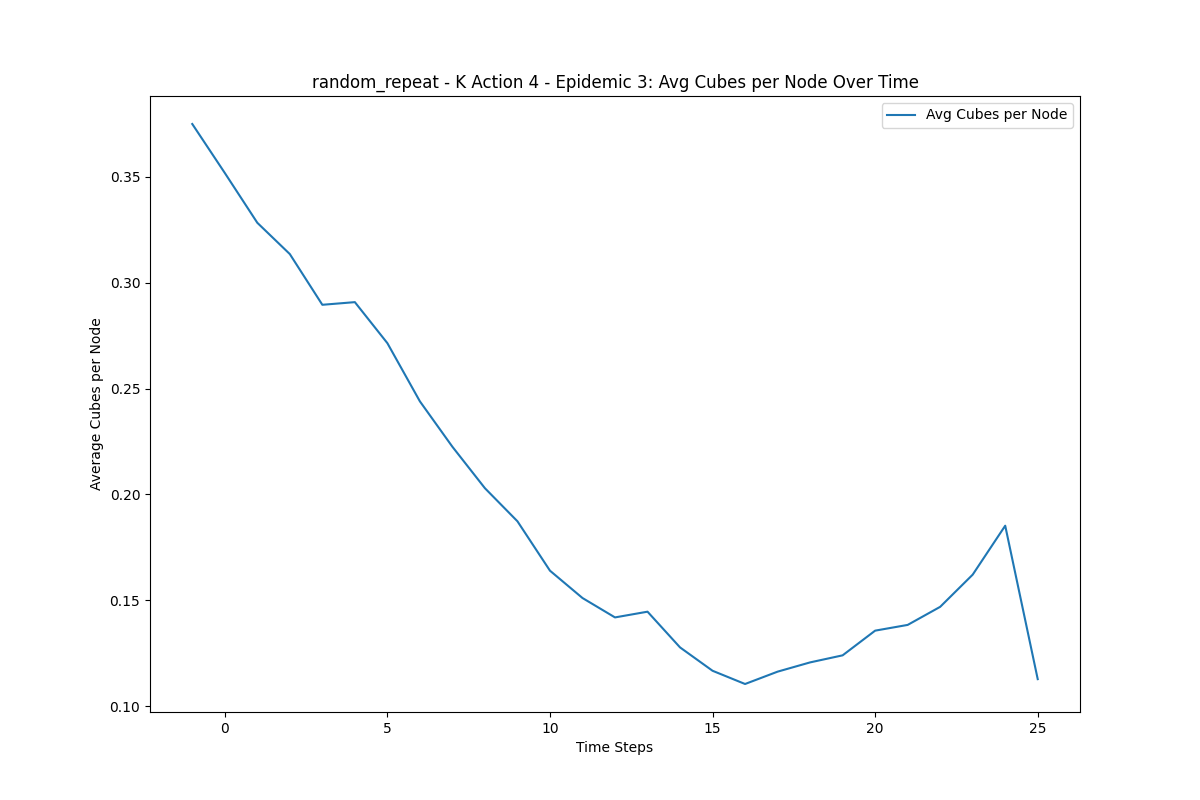 random_repeat - K Action 4 - Epidemic 3: Avg Cubes per Node Over Time
Avg Cubes per Node
0.35
0.30
0.25
0.20
0.15
0.10
Average Cubes per Node
0 5 10 15 20 25
Time Steps